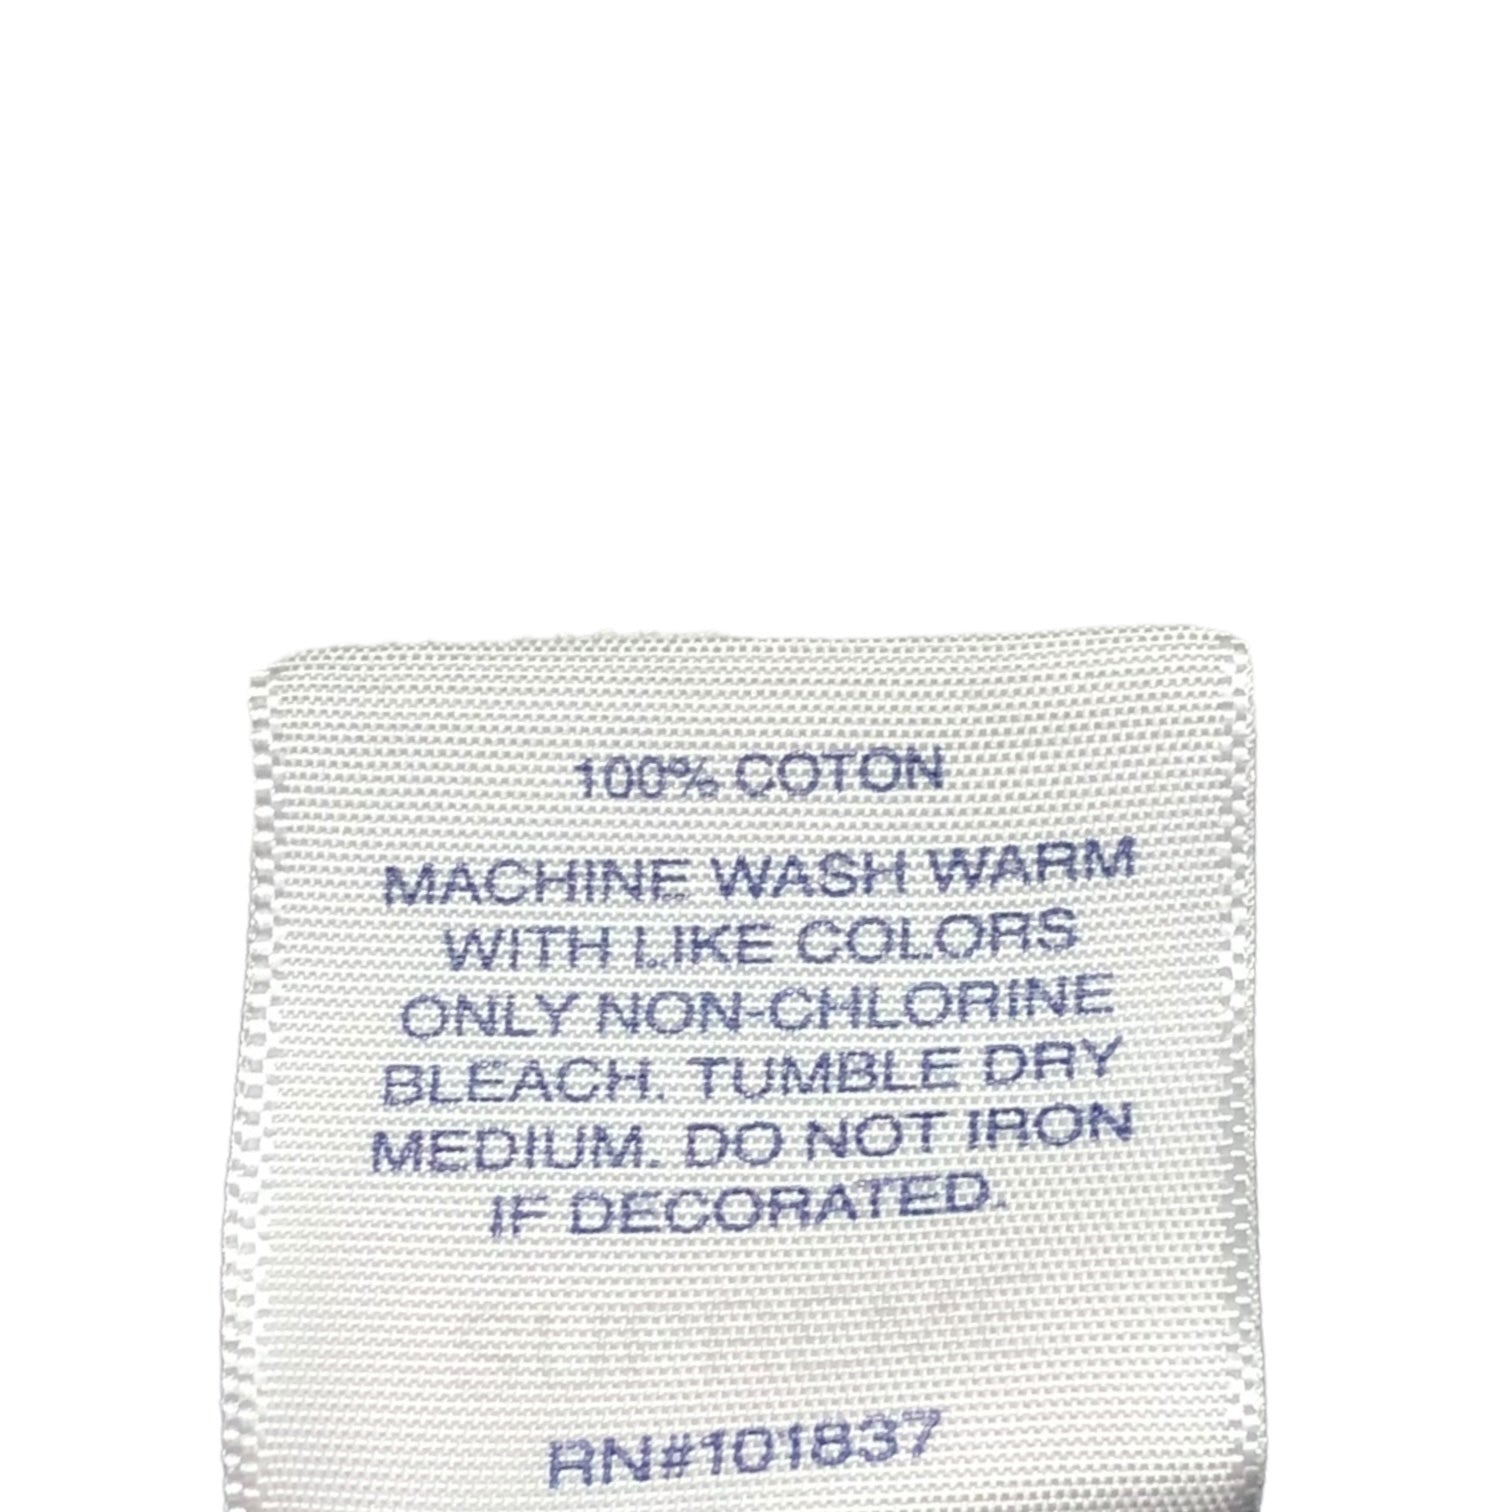 100% COTON
MACHINE WASH WARM
WITH LIKE COLORS
ONLY NON-CHLORINE
BLEACH. TUMBLE DRY
MEDIUM. DO NOT IRON
IF DECORATED.
RN#101837